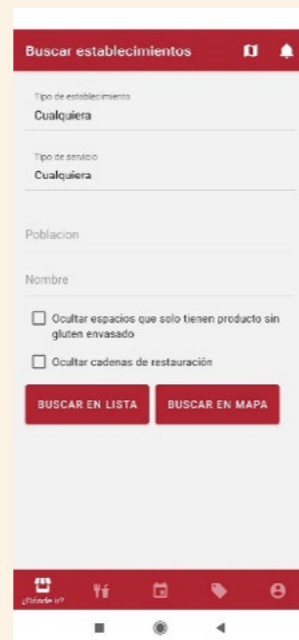 Buscar establecimientos
Tipo de establecimiento
Cualquiera
Tipo de servicio
Cualquiera
Poblacion
Nombre
Ocultar espacios que solo tienen producto sin
gluten envasado
Ocultar cadenas de restauración
BUSCAR EN LISTA BUSCAR EN MAPA
¿Dónde ir?